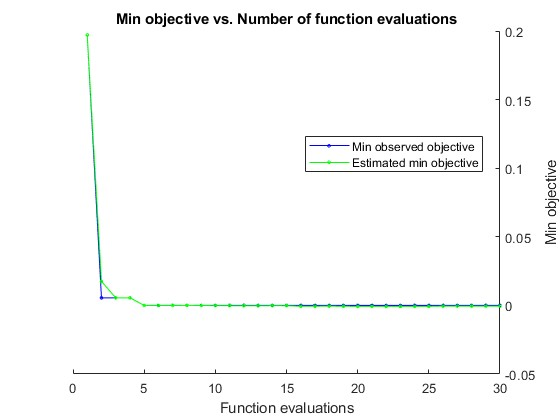 Min objective vs. Number of function evaluations
0.2
0.15
Min observed objective
Estimated min objective
0.1
Min objective
0.05
0
-0.05
0 5 10 15 20 25 30
Function evaluations